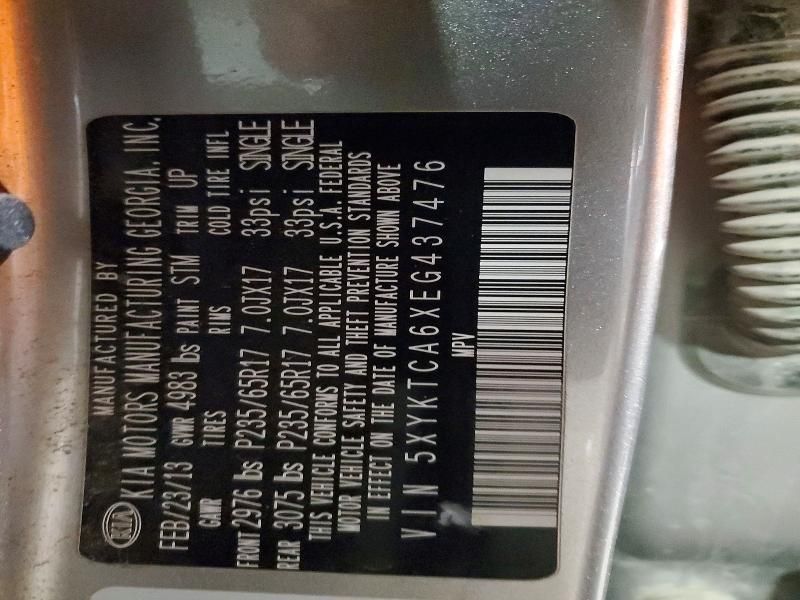 KIA
MANUFACTURED BY
KIA MOTORS MANUFACTURING GEORGIA, INC.
FEB/23/13 GVWR 4983 lbs PAINT STM TRIM UP
GAWR TIRES RIMS COLD TIRE INFL
FRONT 2976 lbs P235/65R17 7.0JX17 33psi SINGLE
REAR 3075 lbs P235/65R17 7.0JX17 33psi SINGLE
THIS VEHICLE CONFORMS TO ALL APPLICABLE U.S.A. FEDERAL
MOTOR VEHICLE SAFETY AND THEFT PREVENTION STANDARDS
IN EFFECT ON THE DATE OF MANUFACTURE SHOWN ABOVE
VIN 5XYKTCA6XEG437476
MPV